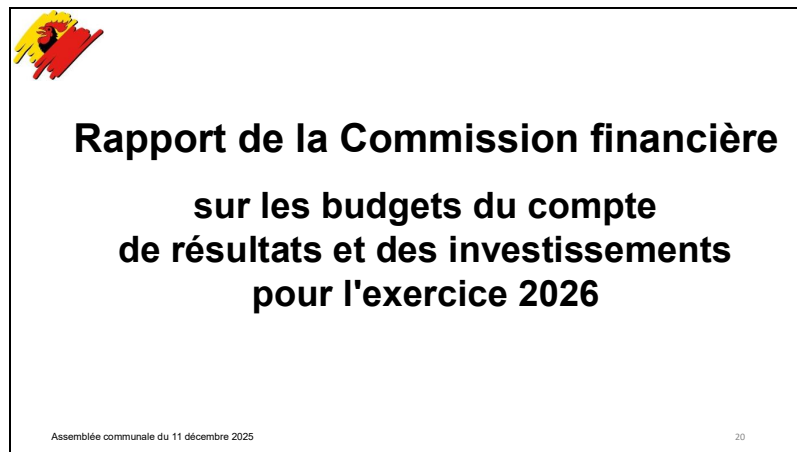 Rapport de la Commission financière
sur les budgets du compte
de résultats et des investissements
pour l'exercice 2026
Assemblée communale du 11 décembre 2025
20